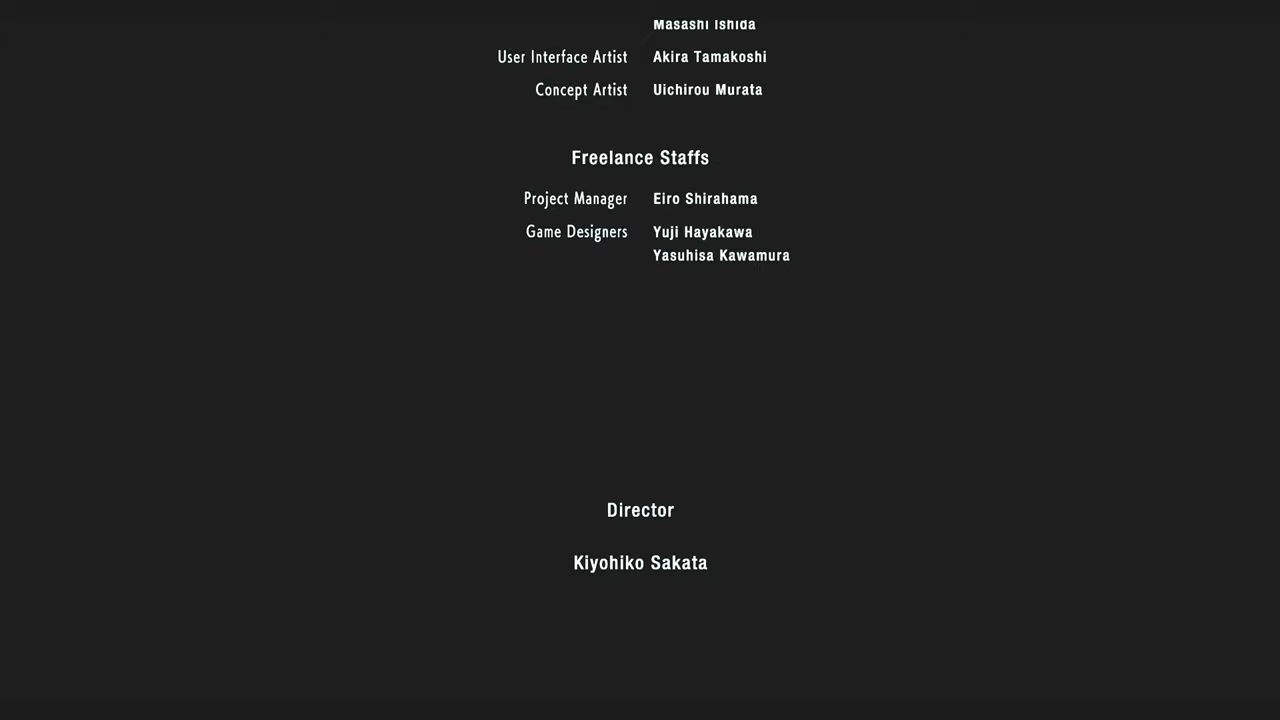 Masashi Ishida
User Interface Artist Akira Tamakoshi
Concept Artist Uichirou Murata
Freelance Staffs
Project Manager Eiro Shirahama
Game Designers Yuji Hayakawa
Yasuhisa Kawamura
Director
Kiyohiko Sakata